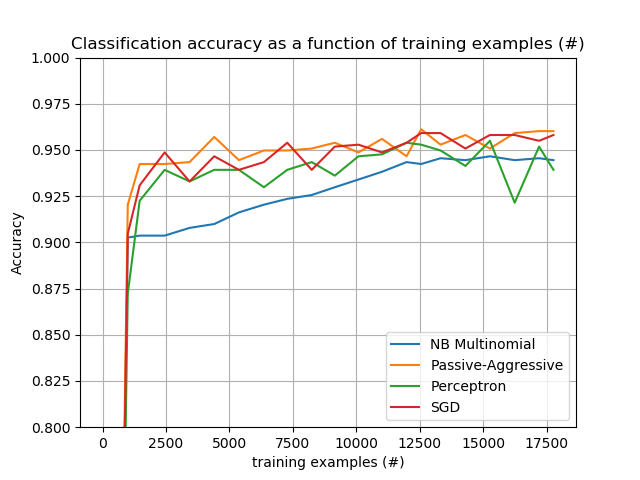 Classification accuracy as a function of training examples (#)
1.000
0.975
0.950
0.925
0.900
0.875
0.850
0.825
0.800
Accuracy
NB Multinomial
Passive-Aggressive
Perceptron
SGD
0 2500 5000 7500 10000 12500 15000 17500
training examples (#)